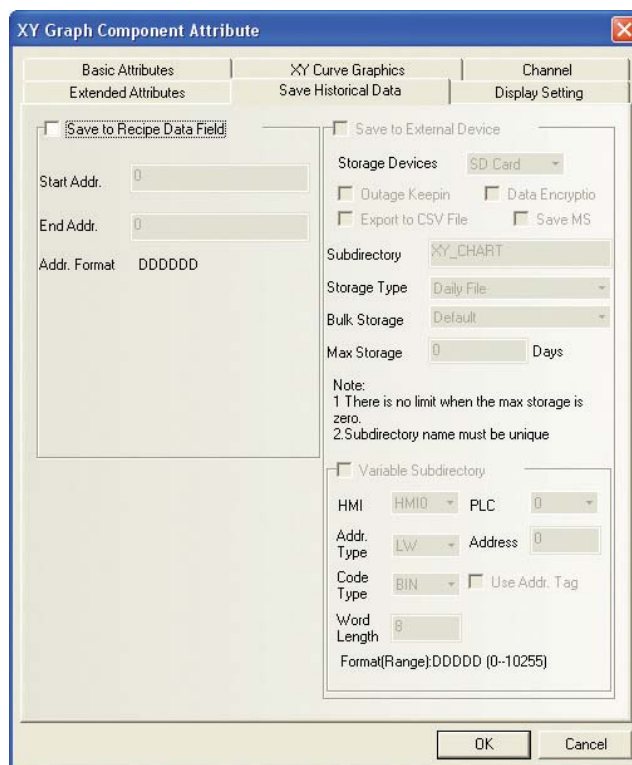 XY Graph Component Attribute
Basic Attributes
XY Curve Graphics
Channel
Extended Attributes
Save Historical Data
Display Setting
Save to Recipe Data Field
Start Addr.
0
End Addr.
0
Addr. Format DDDDDD
Save to External Device
Storage Devices SD Card
Outage Keepin Data Encryptio
Export to CSV File Save MS
Subdirectory XY_CHART
Storage Type Daily File
Bulk Storage Default
Max Storage 0 Days
Note:
1 There is no limit when the max storage is
zero.
2.Subdirectory name must be unique
Variable Subdirectory
HMI HMI0 PLC 0
Addr.
Type LW Address 0
Code
Type BIN Use Addr. Tag
Word
Length 8
Format(Range):DDDDD (0--10255)
OK Cancel